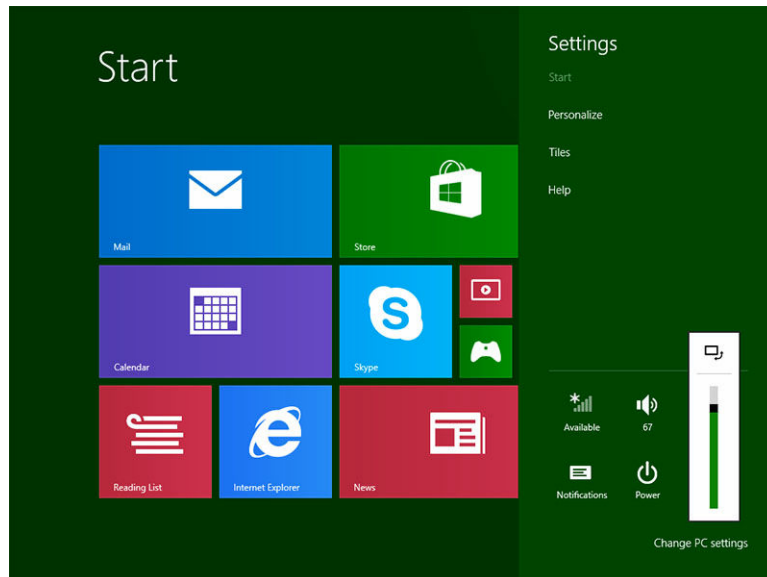 Start
Mail
Store
Calendar
Skype
Reading List
Internet Explorer
News
Settings
Start
Personalize
Tiles
Help
Available
67
Notifications
Power
Change PC settings